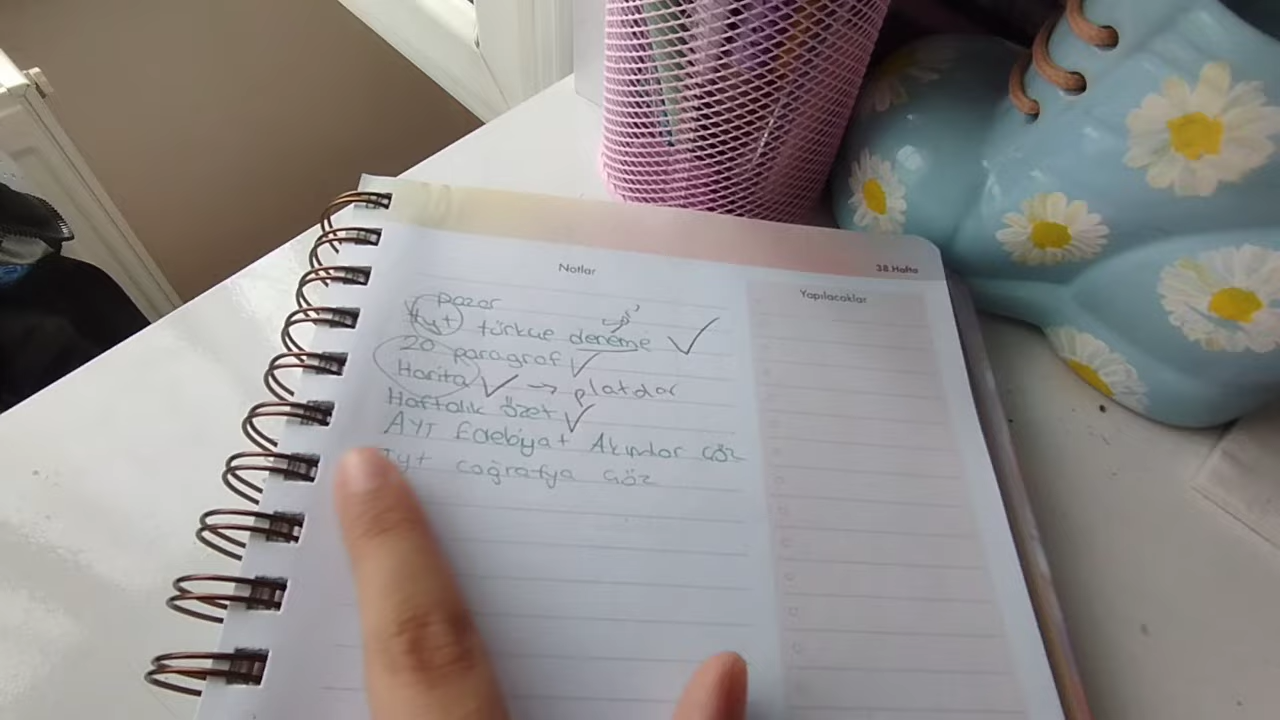 Notlar
38.Hafta
Yapılacaklar
pazar
Tyt türkçe deneme ✓
20 paragraf ✓
Harita ✓ → platolar
Haftalık özet ✓
AYT Edebiyat Akımlar çöz
Tyt coğrafya çöz